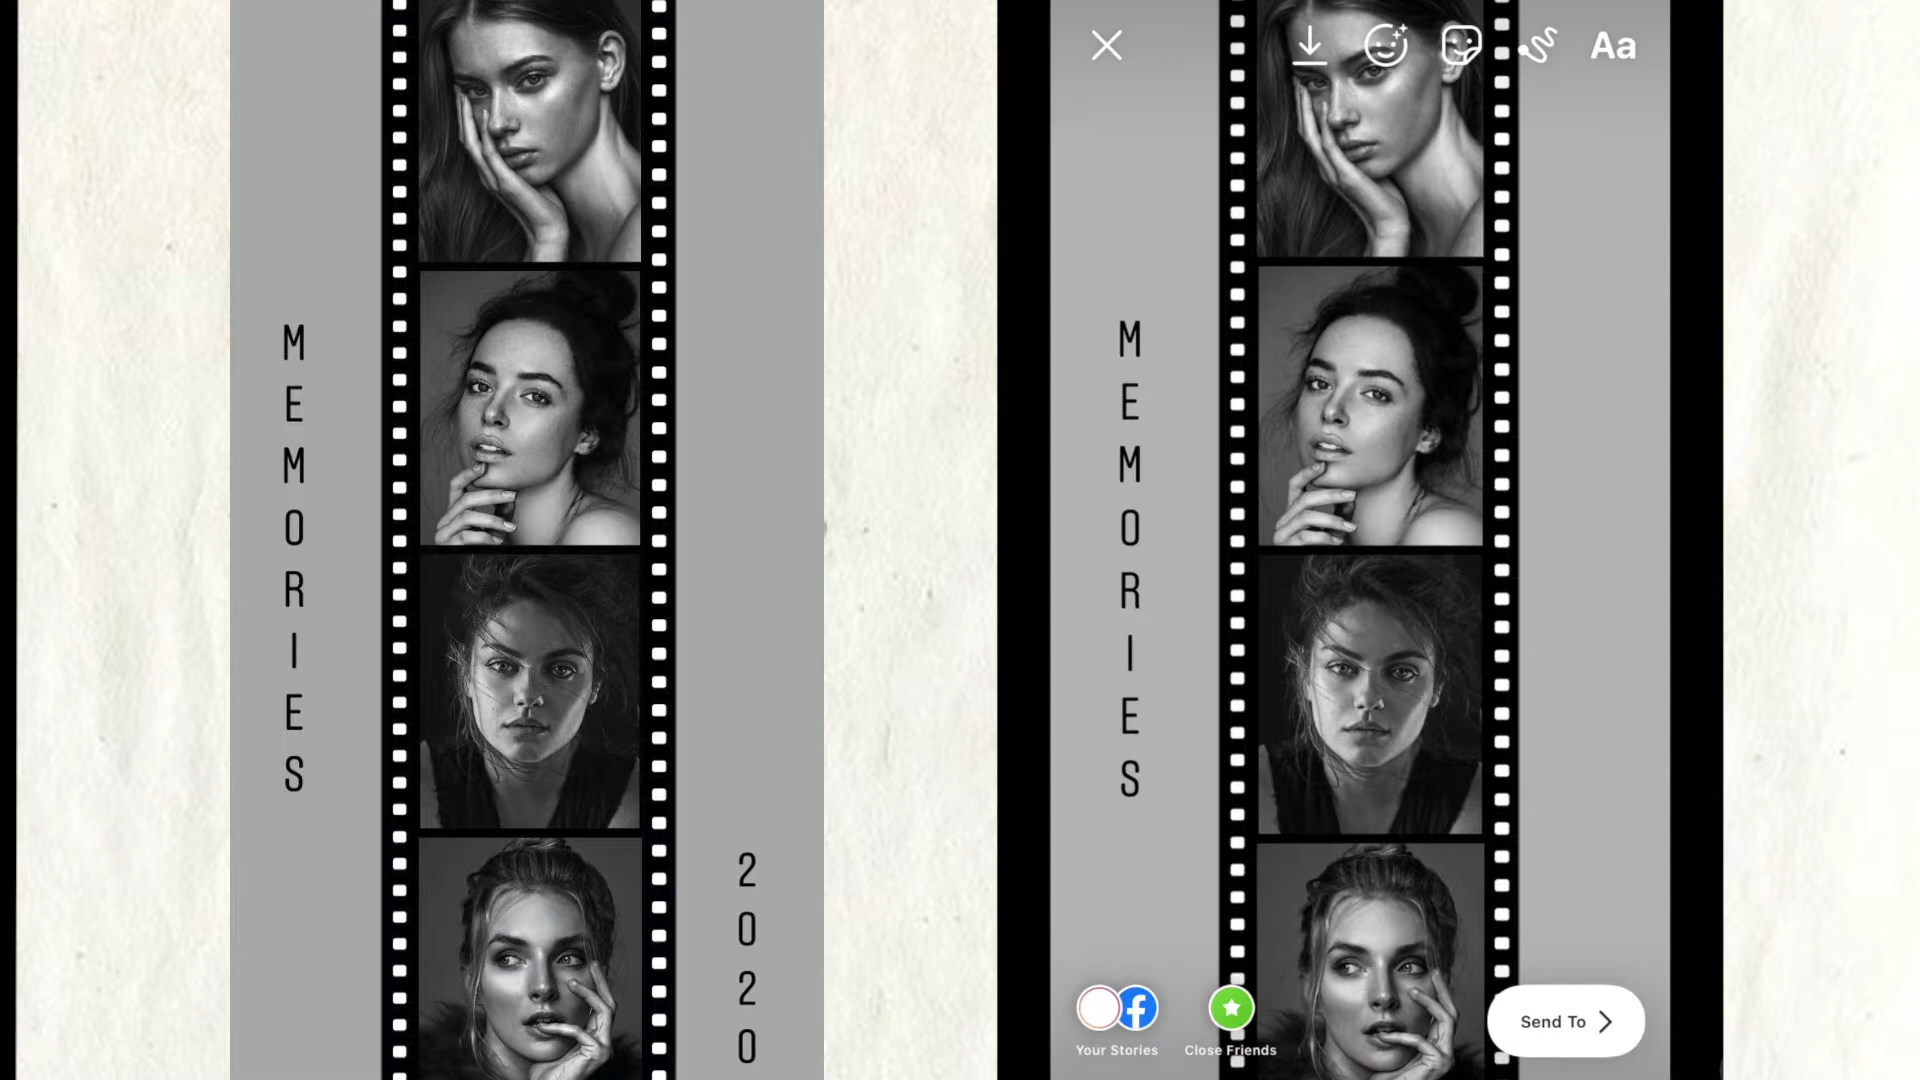 MEMORIES
2020
Aa
MEMORIES
Your Stories
Close Friends
Send To